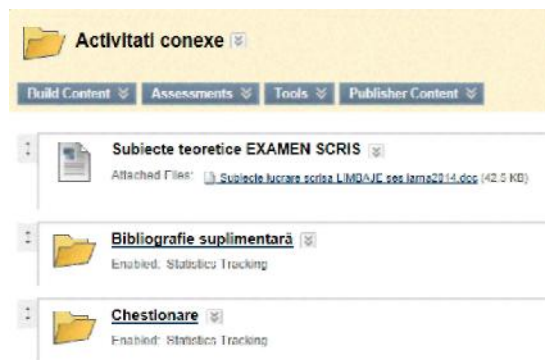 Activitati conexe
Build Content Assessments Tools Publisher Content
Subiecte teoretice EXAMEN SCRIS
Attached Files: Subiecte lucrare scrisa LIMBAJE ses iarna2014.doc (42.5 KB)
Bibliografie suplimentară
Enabled: Statistics Tracking
Chestionare
Enabled: Statistics Tracking